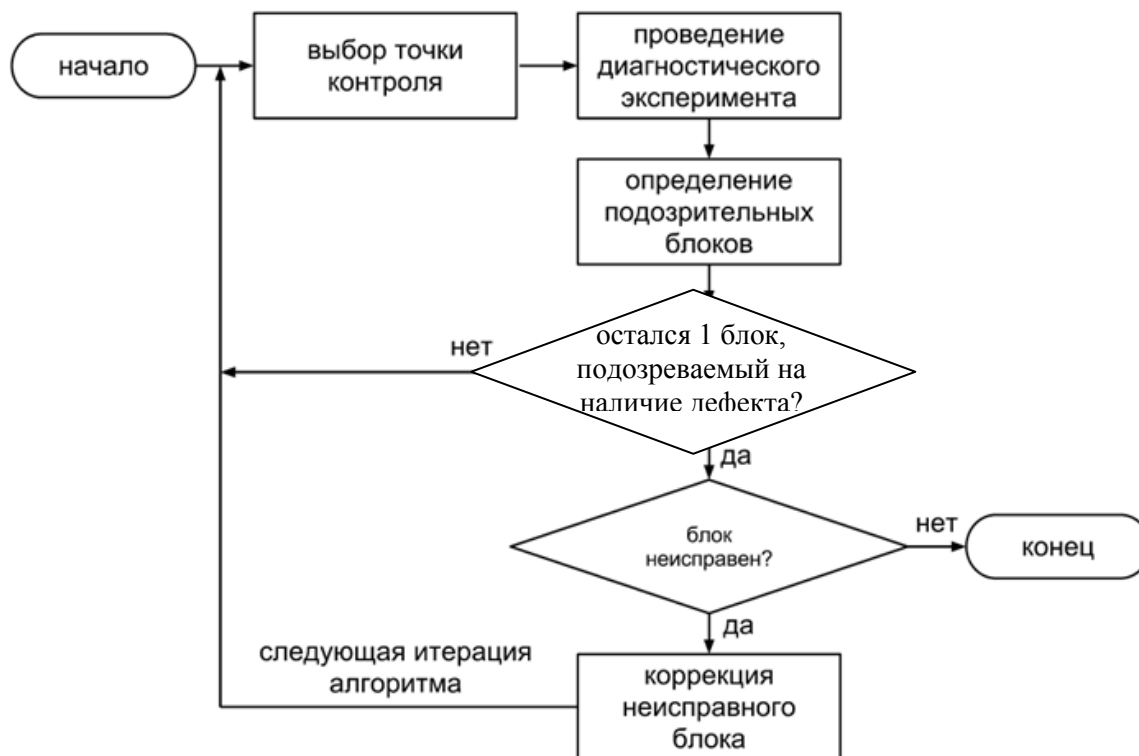 начало
выбор точки
контроля
проведение
диагностического
эксперимента
определение
подозрительных
блоков
остался 1 блок,
подозреваемый на
наличие дефекта?
нет
да
блок
неисправен?
нет
конец
да
следующая итерация
алгоритма
коррекция
неисправного
блока